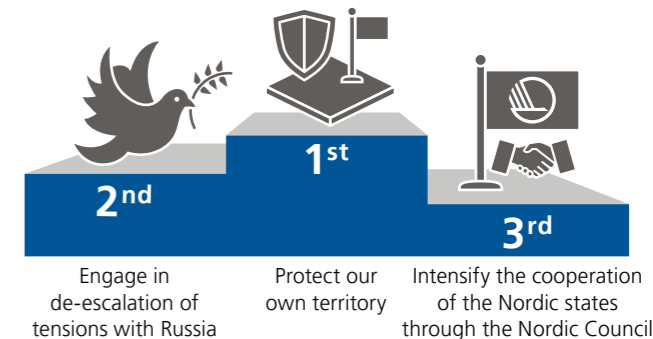 1st
2nd
3rd
Engage in
de-escalation of
tensions with Russia
Protect our
own territory
Intensify the cooperation
of the Nordic states
through the Nordic Council